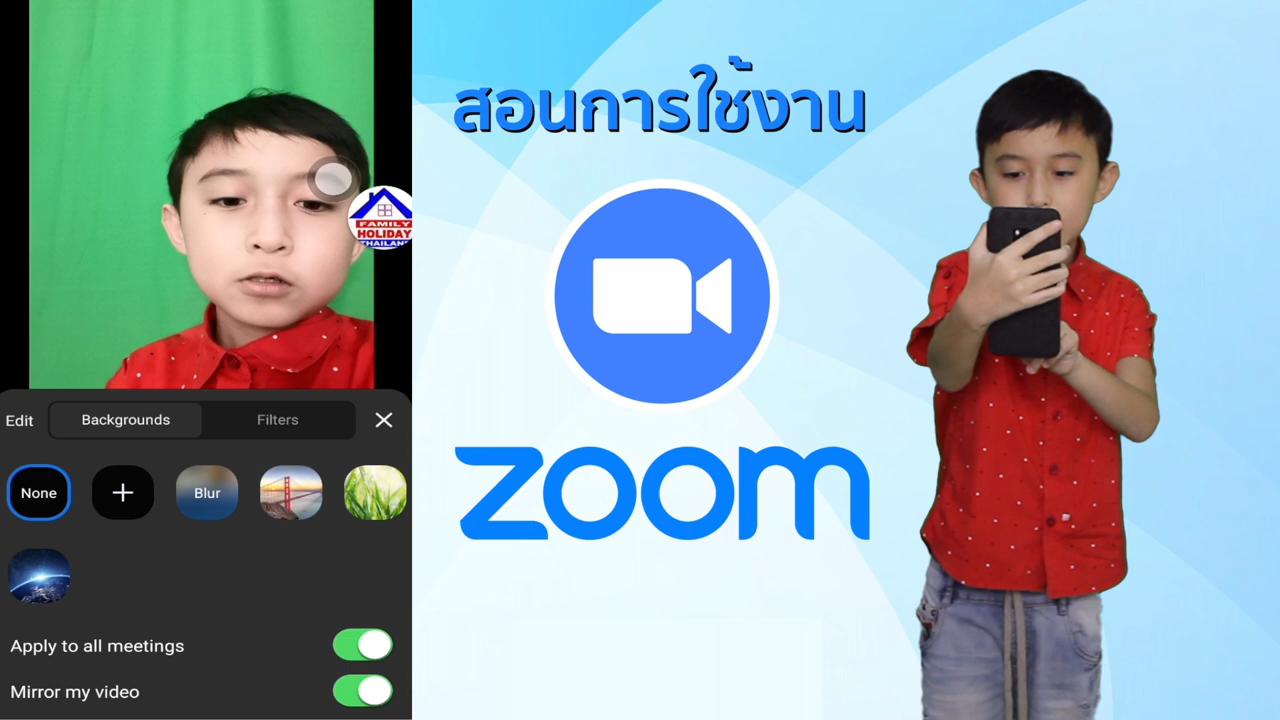 สอนการใช้งาน
zoom
FAMILY
HOLIDAY
THAILAND
Edit
Backgrounds
Filters
None
Blur
Apply to all meetings
Mirror my video